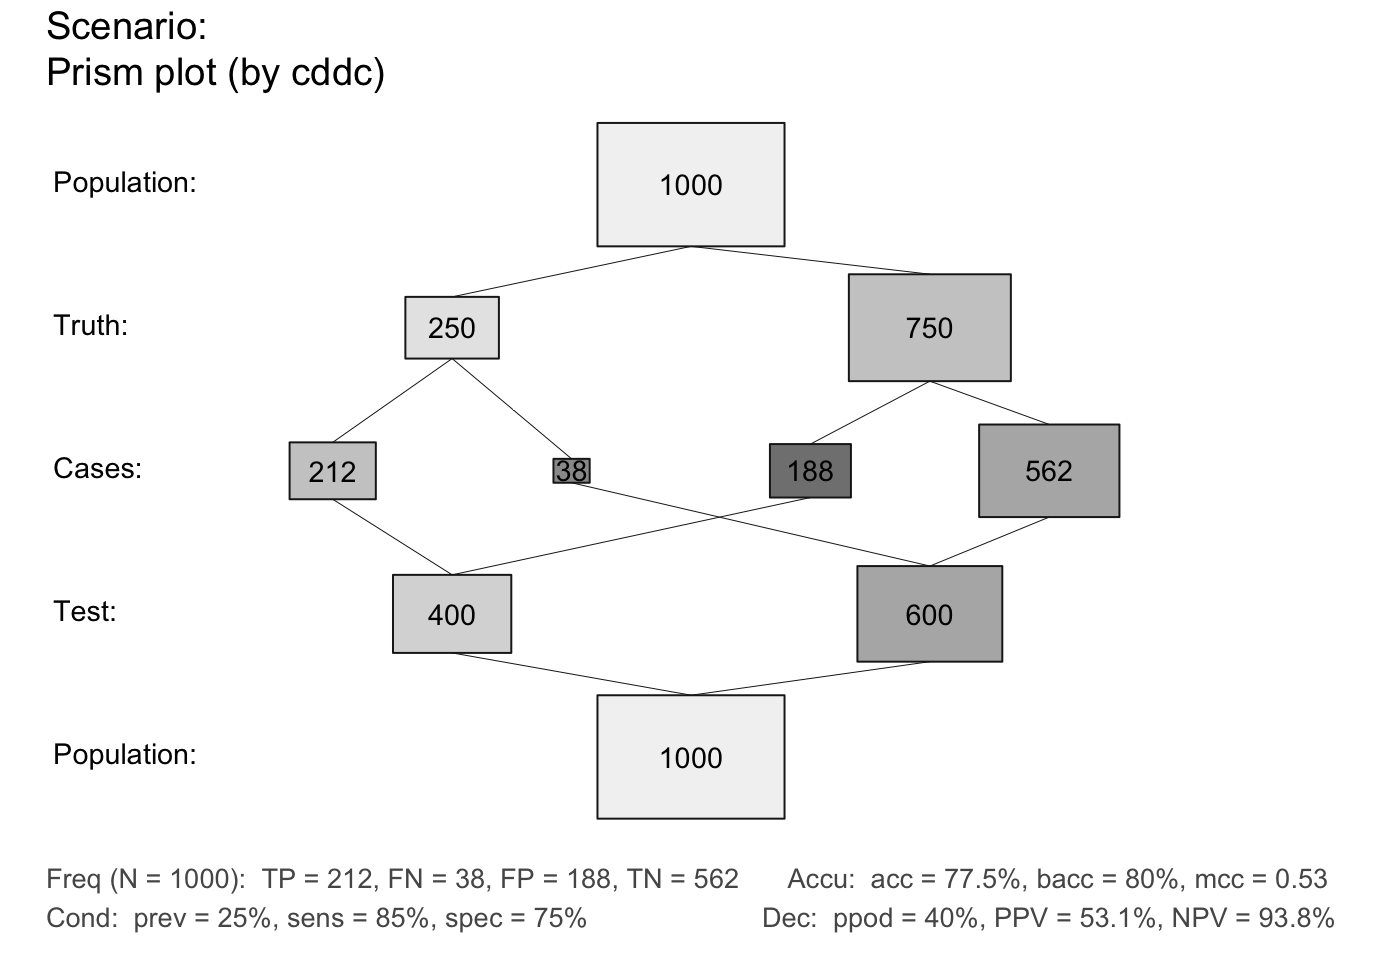 Scenario:
Prism plot (by cddc)
Population:
1000
Truth:
250
750
Cases:
212
38
188
562
Test:
400
600
Population:
1000
Freq (N = 1000):  TP = 212, FN = 38, FP = 188, TN = 562
Accu:  acc = 77.5%, bacc = 80%, mcc = 0.53
Cond:  prev = 25%, sens = 85%, spec = 75%
Dec:  ppod = 40%, PPV = 53.1%, NPV = 93.8%